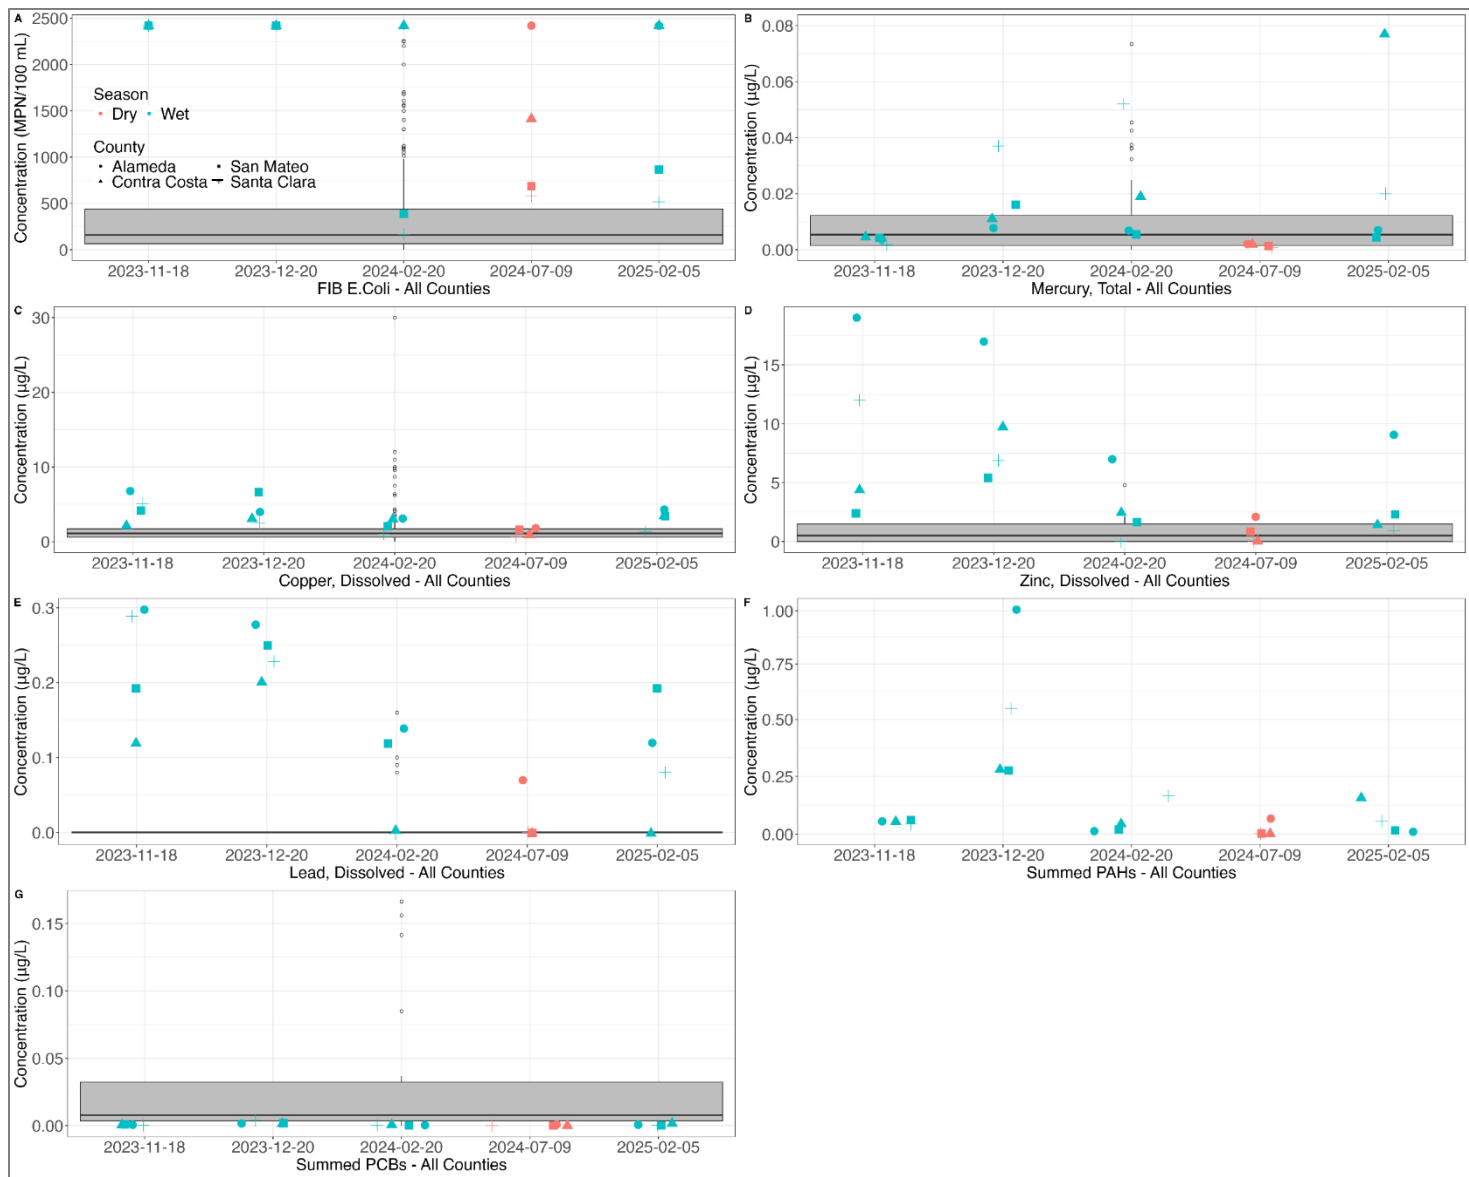 A
Concentration (MPN/100 mL)
2500
2000
1500
1000
500
0
Season
Dry Wet
County
Alameda San Mateo
Contra Costa Santa Clara
2023-11-18 2023-12-20 2024-02-20 2024-07-09 2025-02-05
FIB E.Coli - All Counties
B
Concentration (µg/L)
0.08
0.06
0.04
0.02
0.00
2023-11-18 2023-12-20 2024-02-20 2024-07-09 2025-02-05
Mercury, Total - All Counties
C
Concentration (µg/L)
30
20
10
0
2023-11-18 2023-12-20 2024-02-20 2024-07-09 2025-02-05
Copper, Dissolved - All Counties
D
Concentration (µg/L)
15
10
5
0
2023-11-18 2023-12-20 2024-02-20 2024-07-09 2025-02-05
Zinc, Dissolved - All Counties
E
Concentration (µg/L)
0.3
0.2
0.1
0.0
2023-11-18 2023-12-20 2024-02-20 2024-07-09 2025-02-05
Lead, Dissolved - All Counties
F
Concentration (µg/L)
1.00
0.75
0.50
0.25
0.00
2023-11-18 2023-12-20 2024-02-20 2024-07-09 2025-02-05
Summed PAHs - All Counties
G
Concentration (µg/L)
0.15
0.10
0.05
0.00
2023-11-18 2023-12-20 2024-02-20 2024-07-09 2025-02-05
Summed PCBs - All Counties